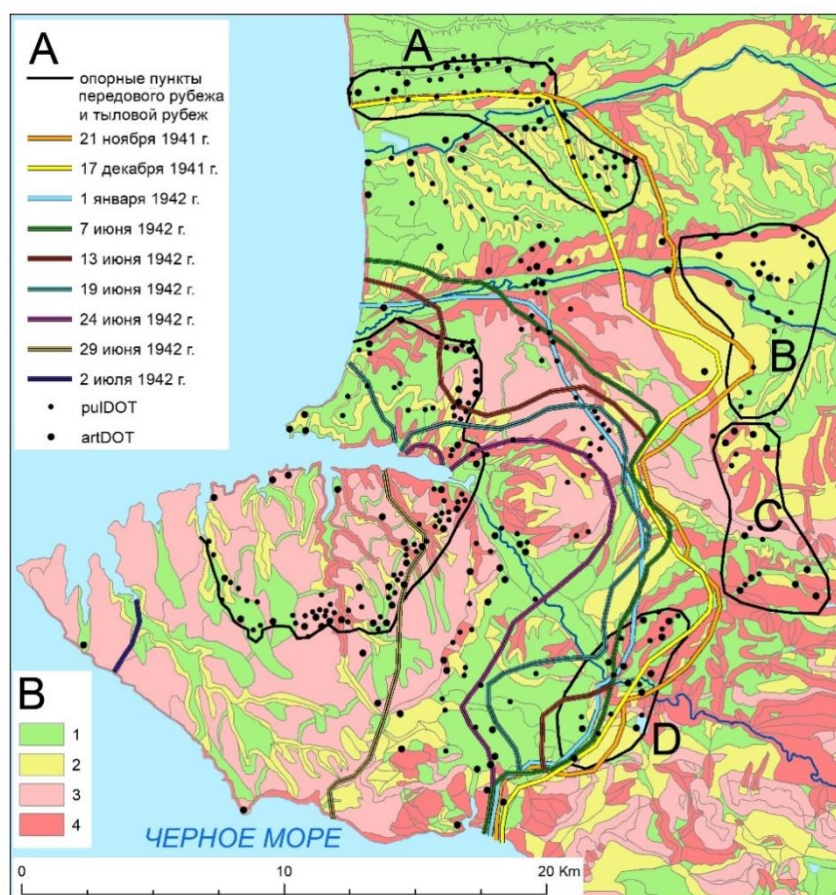 A
опорные пункты
передового рубежа
и тыловой рубеж
21 ноября 1941 г.
17 декабря 1941 г.
1 января 1942 г.
7 июня 1942 г.
13 июня 1942 г.
19 июня 1942 г.
24 июня 1942 г.
29 июня 1942 г.
2 июля 1942 г.
pulDOT
artDOT
A
B
C
D
B
1
2
3
4
ЧЕРНОЕ МОРЕ
0 10 20 Km